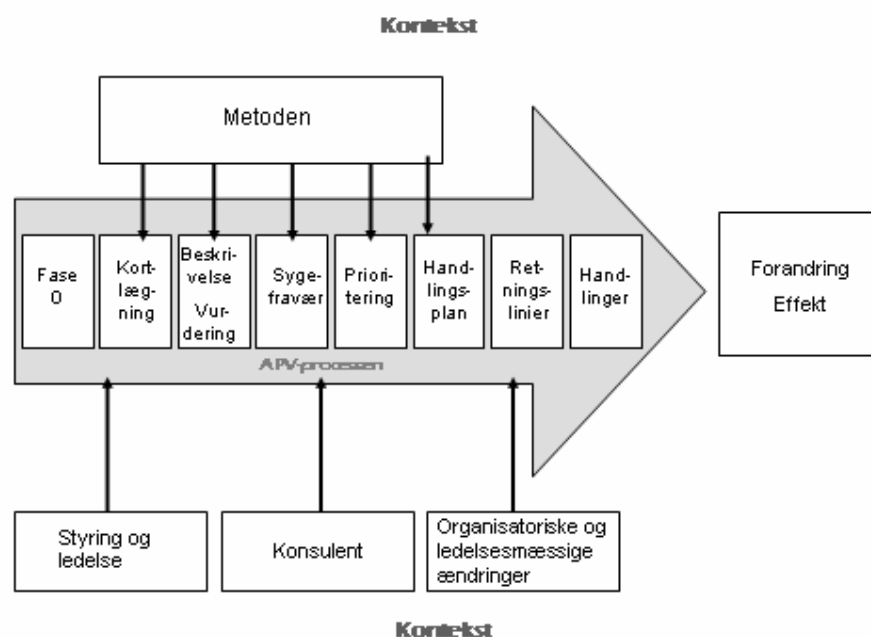 Kontekst
Metoden
Fase
0
Kort-
lægning
ning
Beskri-
velse
Vur-
dering
Syge-
fravær
Priori-
tering
Hand-
lings-
plan
Ret-
nings-
linier
Hand-
linger
APV-processen
Forandring
Effekt
Styring og
ledelse
Konsulent
Organisatoriske og
ledelsesmæssige
ændringer
Kontekst